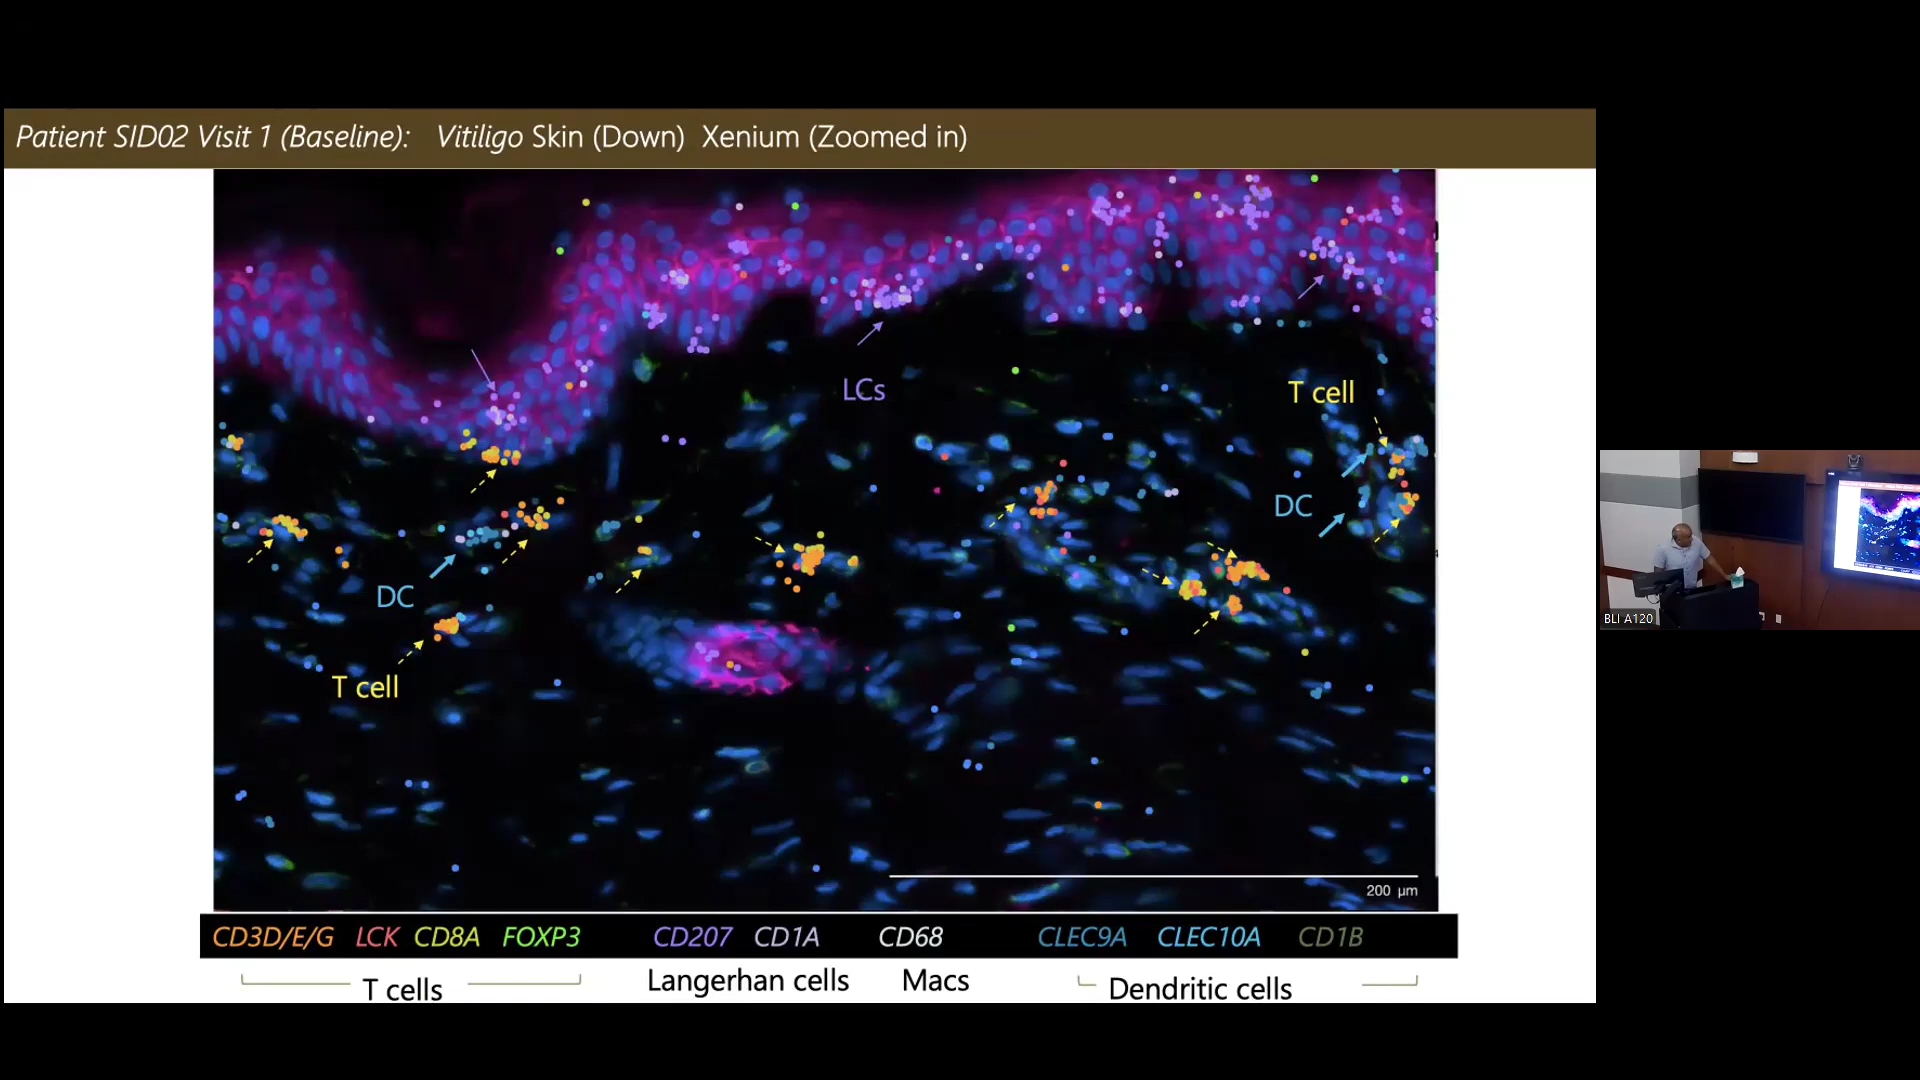 Patient SID02 Visit 1 (Baseline): Vitiligo Skin (Down) Xenium (Zoomed in)
LCs
T cell
DC
DC
T cell
200 µm
CD3D/E/G LCK CD8A FOXP3 CD207 CD1A CD68 CLEC9A CLEC10A CD1B
T cells Langerhan cells Macs Dendritic cells
BLI A120